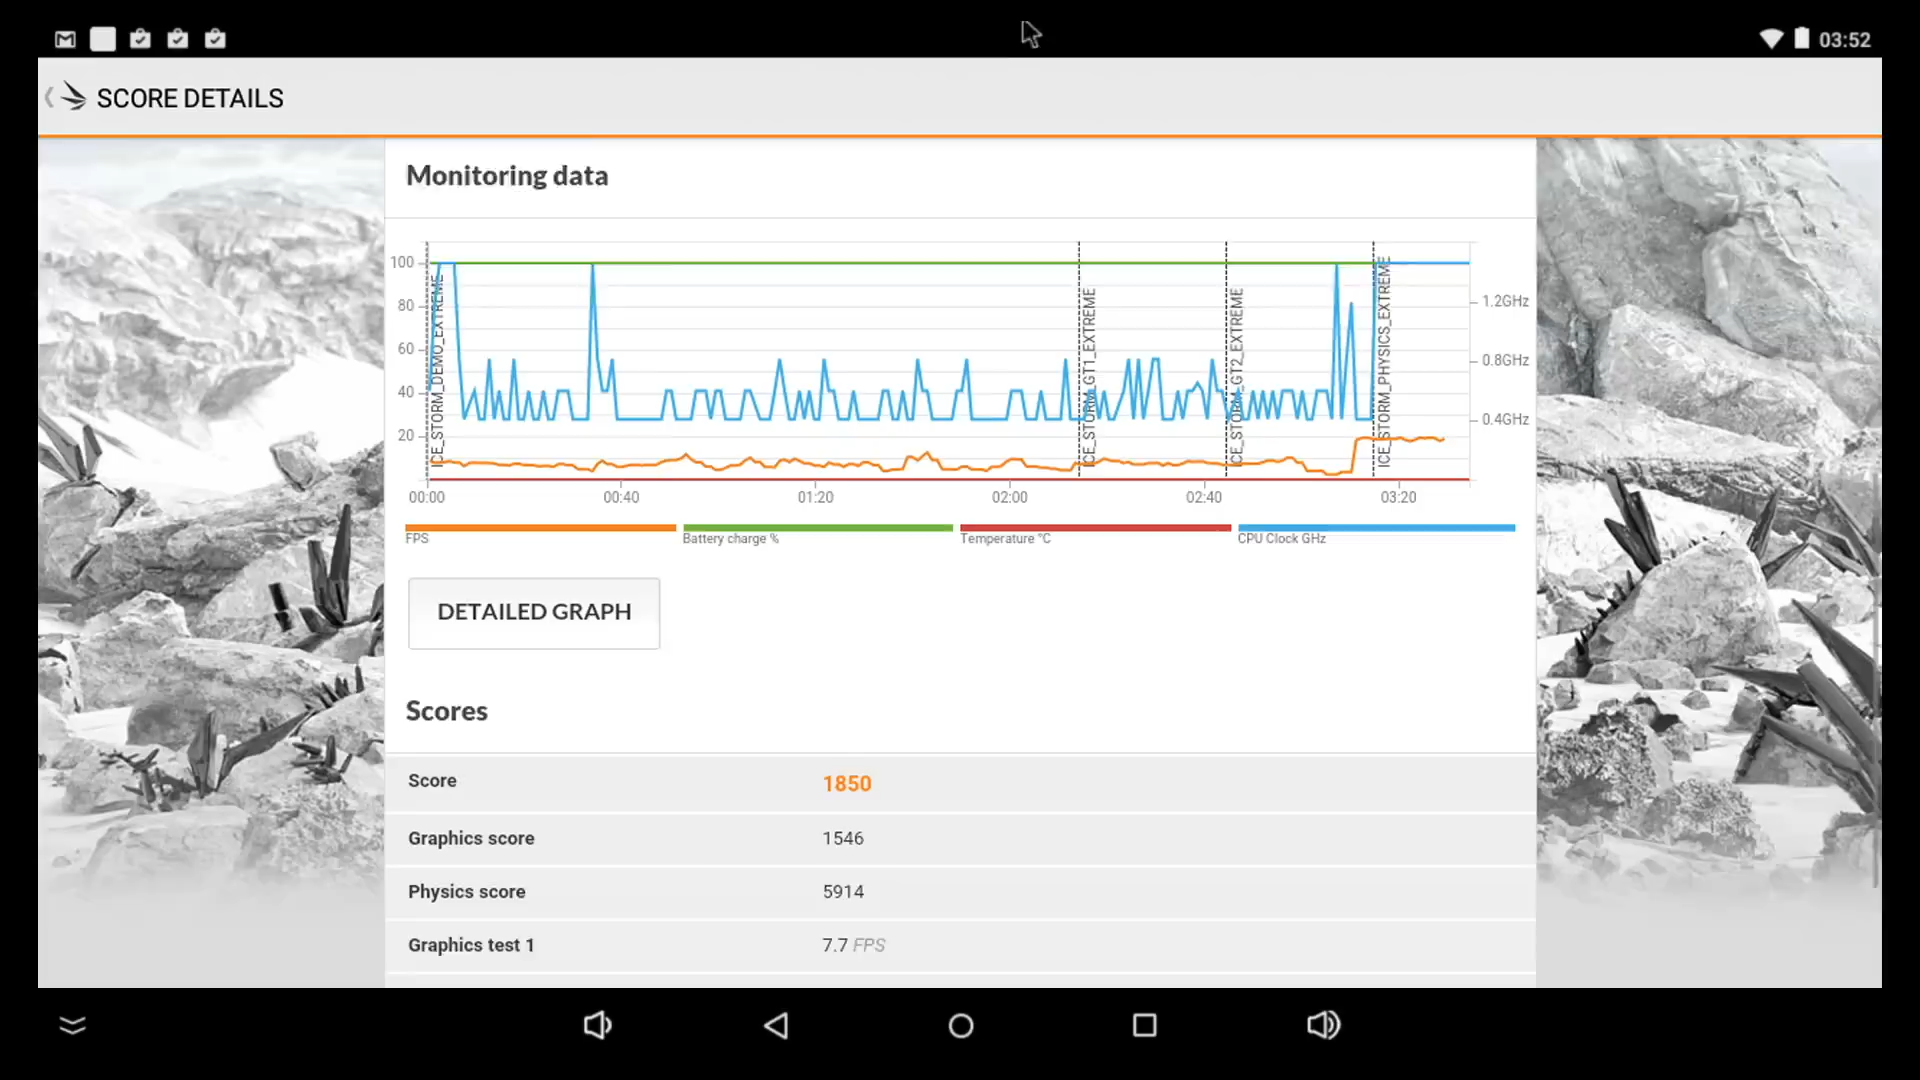 03:52
SCORE DETAILS
Monitoring data
100
80
60
40
20
1.2GHz
0.8GHz
0.4GHz
ICE_STORM_DEMO_EXTREME
ICE_STORM_GT1_EXTREME
ICE_STORM_GT2_EXTREME
ICE_STORM_PHYSICS_EXTREME
00:00 00:40 01:20 02:00 02:40 03:20
FPS Battery charge % Temperature °C CPU Clock GHz
DETAILED GRAPH
Scores
Score 1850
Graphics score 1546
Physics score 5914
Graphics test 1 7.7 FPS